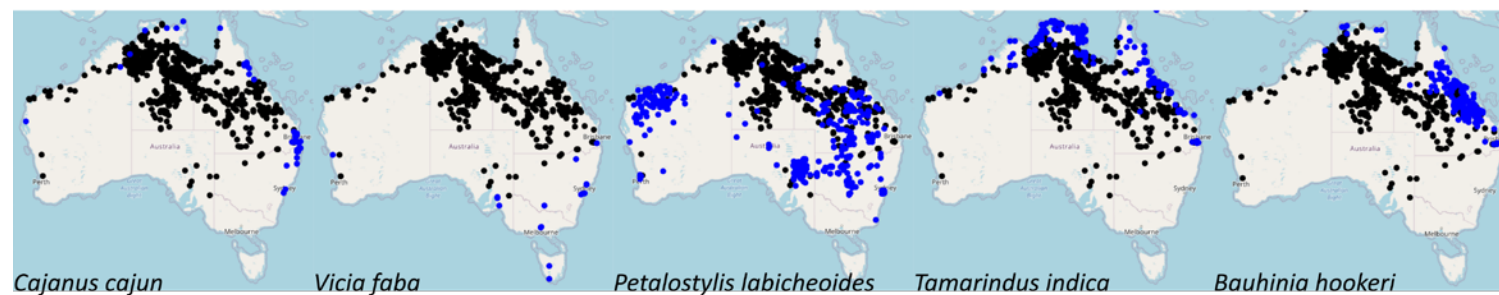 Brisbane
Brisbane
Brisbane
Brisbane
Australia
Australia
Australia
Australia
Australia
Perth
Sydney
Perth
Sydney
Perth
Sydney
Perth
Sydney
Perth
Sydney
Melbourne
Melbourne
Melbourne
Melbourne
Melbourne
Cajanus cajun
Vicia faba
Petalostylis labicheoides
Tamarindus indica
Bauhinia hookeri